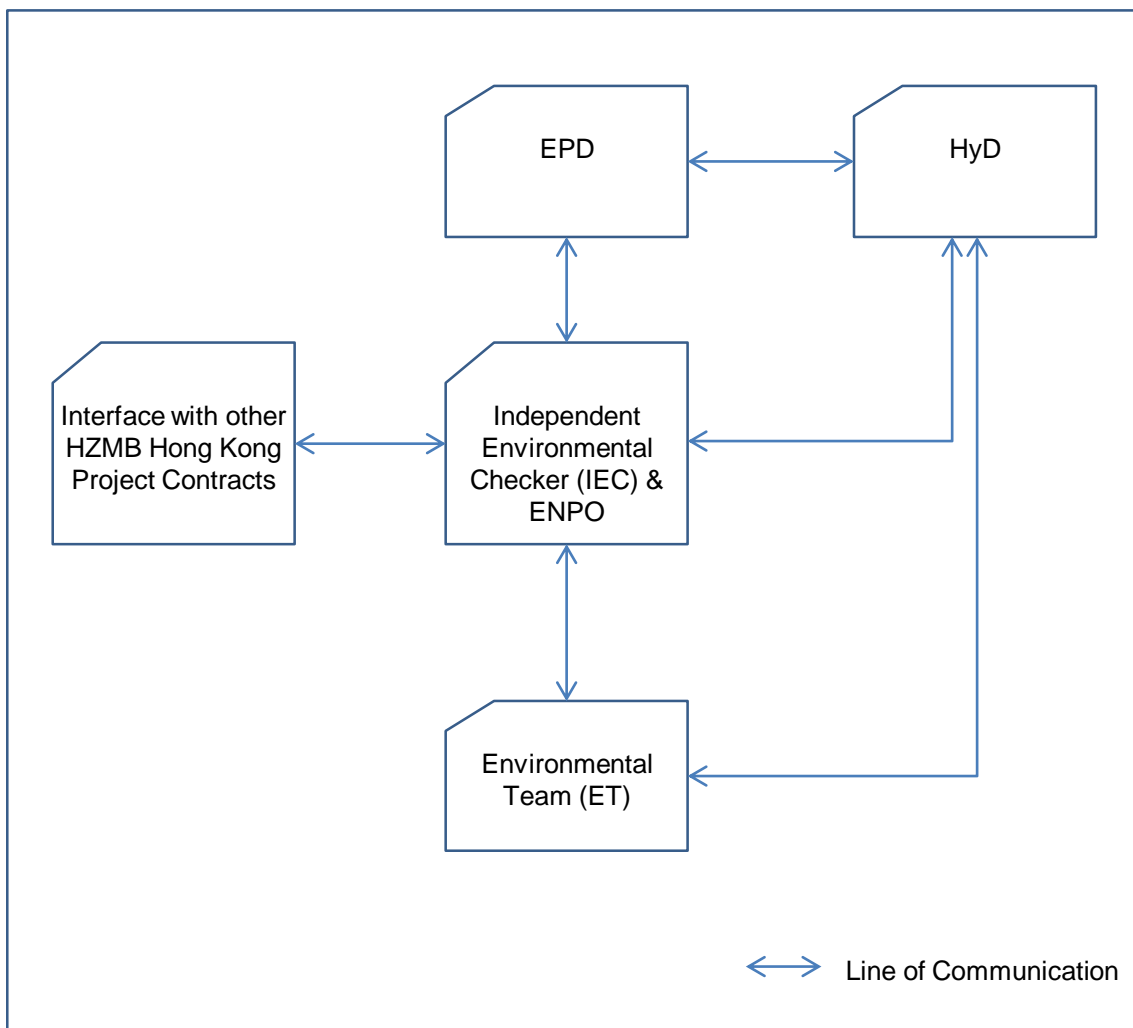 EPD
HyD
Interface with other
HZMB Hong Kong
Project Contracts
Independent
Environmental
Checker (IEC) &
ENPO
Environmental
Team (ET)
Line of Communication